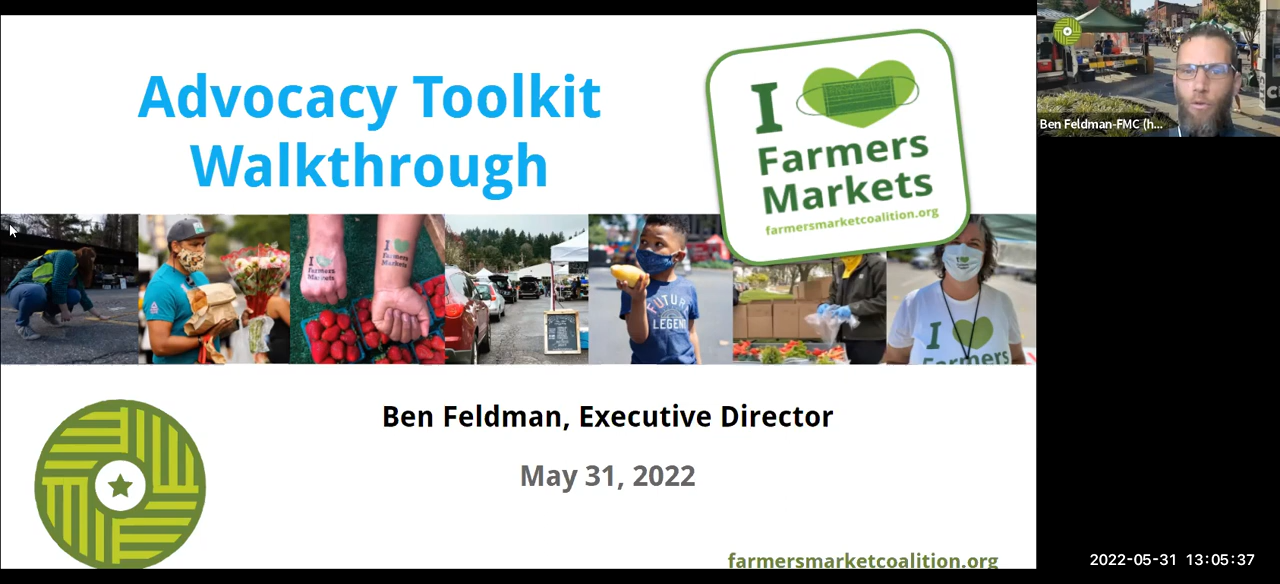 Advocacy Toolkit
Walkthrough
I
Farmers
Markets
farmersmarketcoalition.org
Ben Feldman-FMC (h...
I
Farmers
Markets
I
Farmers
Markets
FUTURE
LEGEND
I
Farmers
Ben Feldman, Executive Director
May 31, 2022
farmersmarketcoalition.org
2022-05-31 13:05:37